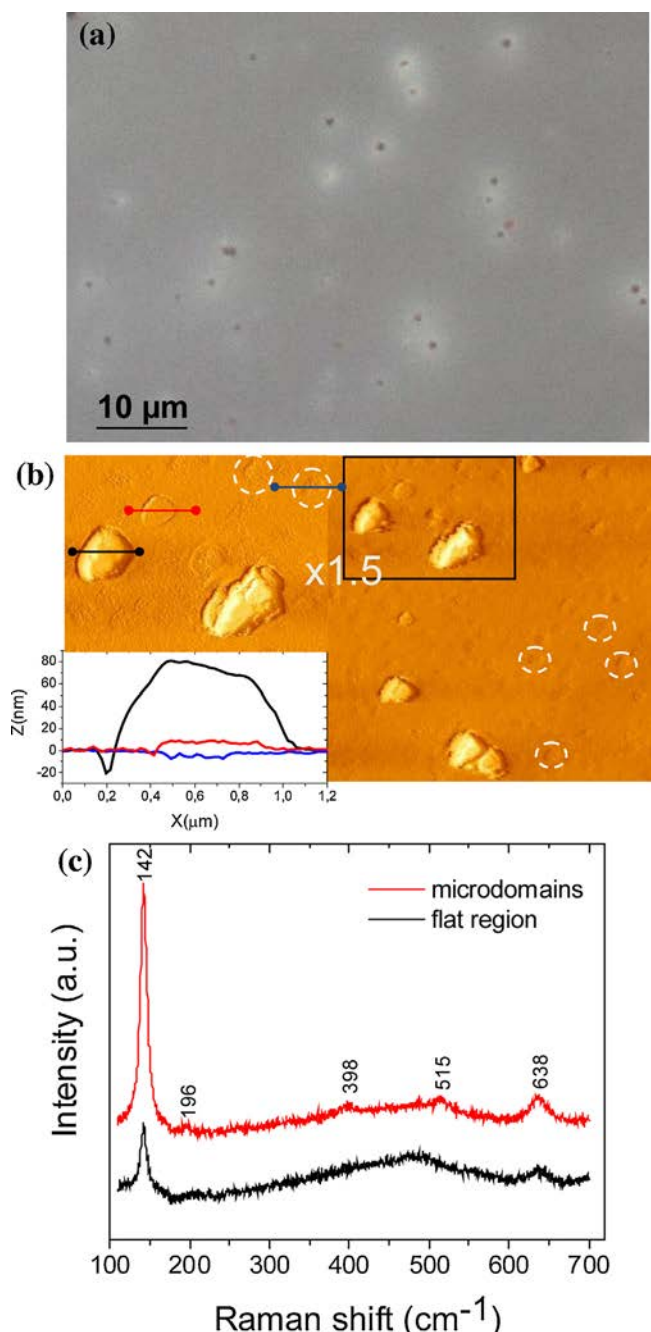 (a)
10 µm
(b)
x1.5
80
60
40
20
0
-20
Z(nm)
0,0 0,2 0,4 0,6 0,8 1,0 1,2
X(µm)
(c)
142
196
398
515
638
microdomains
flat region
Intensity (a.u.)
100 200 300 400 500 600 700
Raman shift (cm⁻¹)